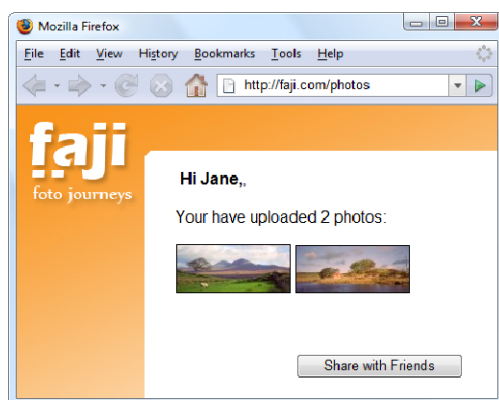 Mozilla Firefox
File Edit View History Bookmarks Tools Help
http://faji.com/photos
faji
foto journeys
Hi Jane,,
Your have uploaded 2 photos:
Share with Friends